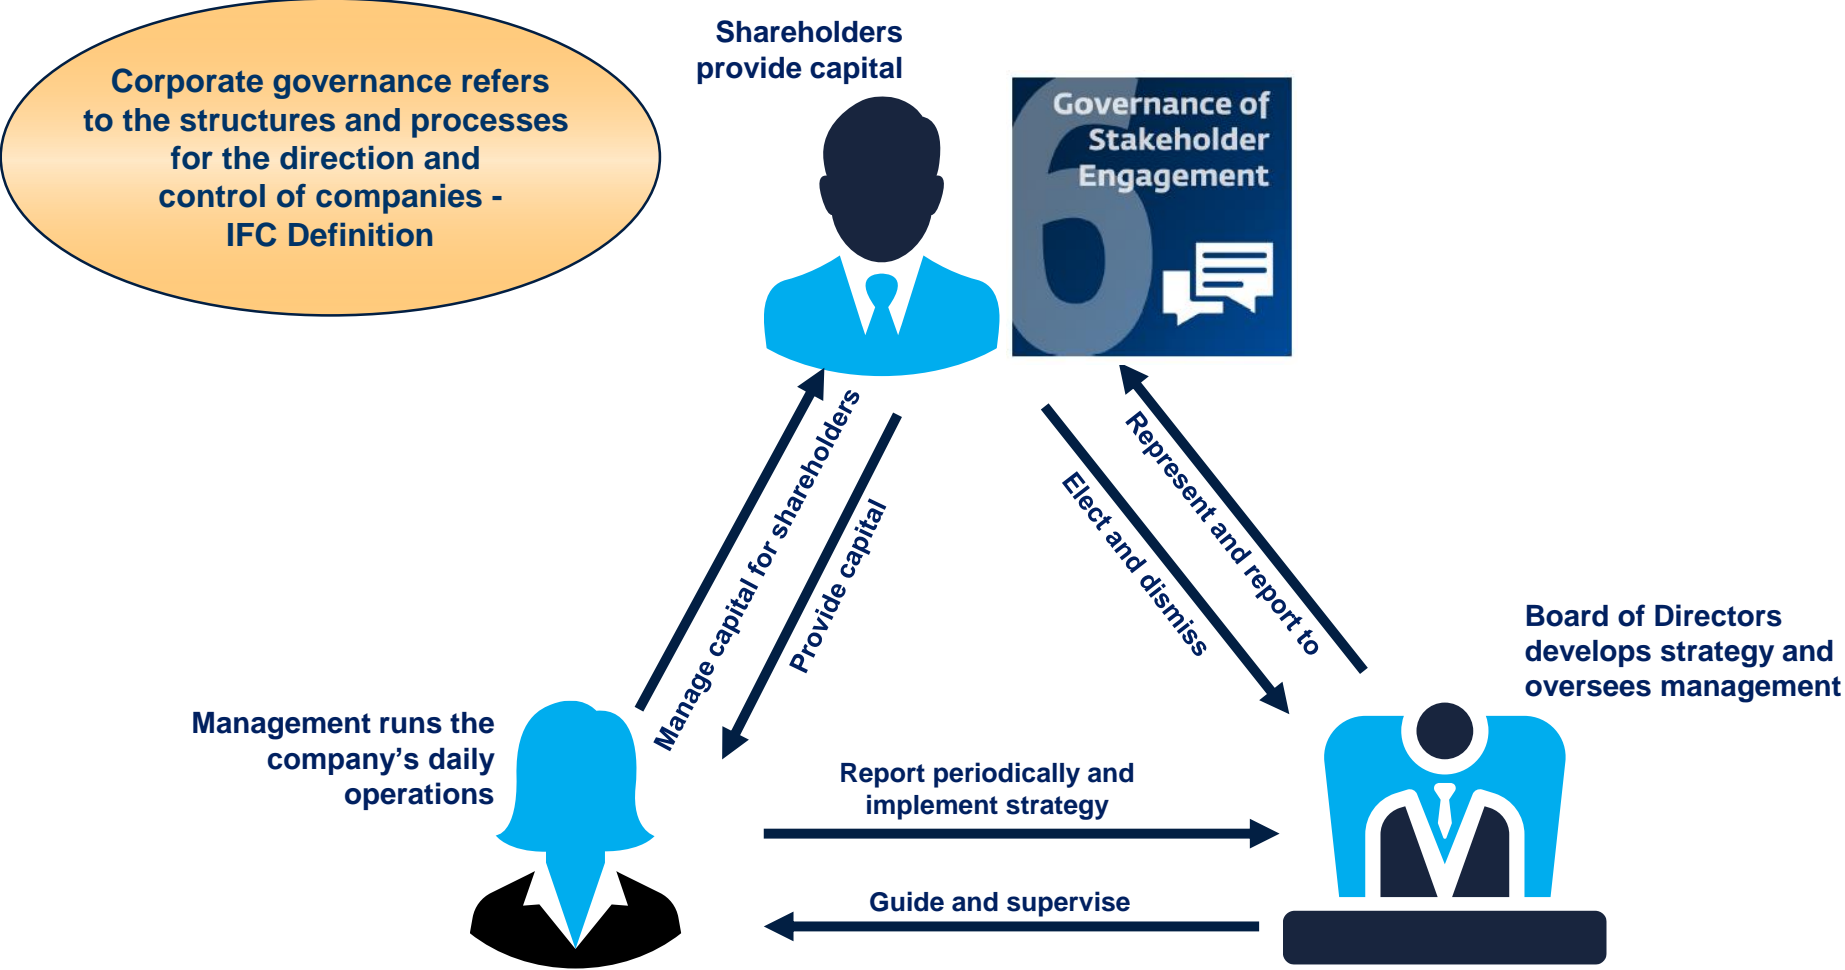 Corporate governance refers
to the structures and processes
for the direction and
control of companies -
IFC Definition
Shareholders
provide capital
6
Governance of
Stakeholder
Engagement
Manage capital for shareholders
Provide capital
Elect and dismiss
Represent and report to
Board of Directors
develops strategy and
oversees management
Management runs the
company’s daily
operations
Report periodically and
implement strategy
Guide and supervise